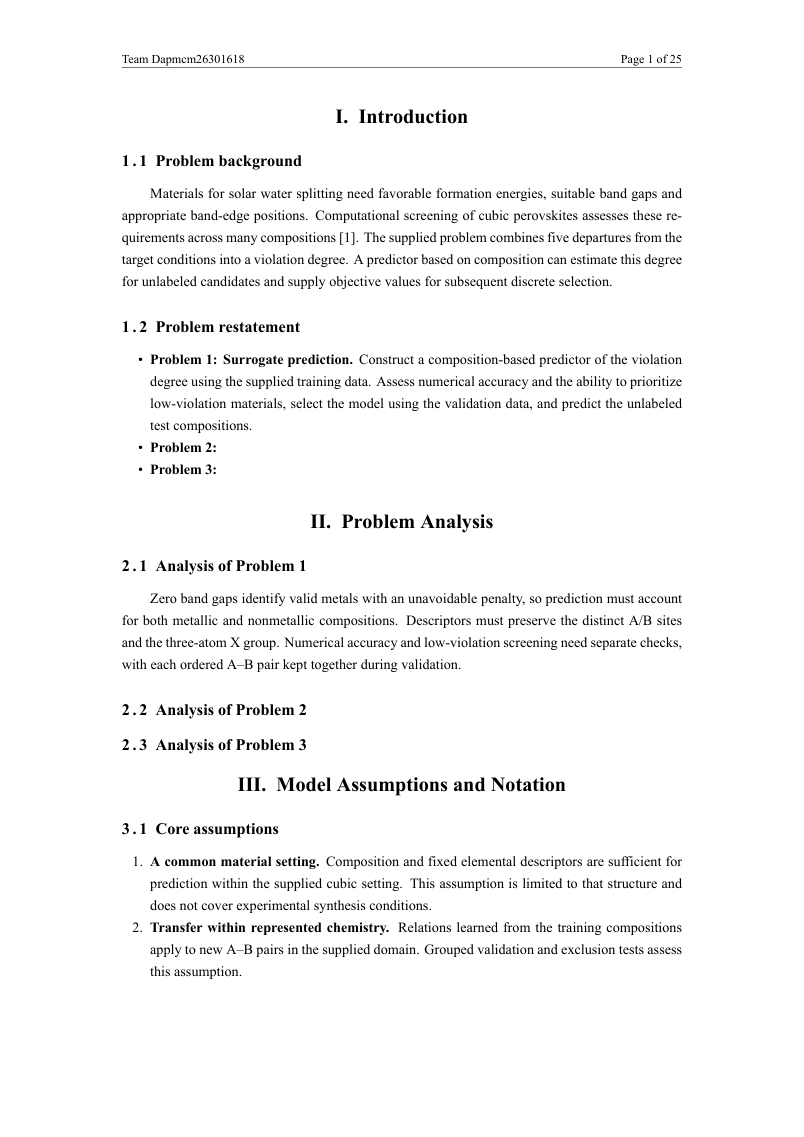 Team Dapmcm26301618 Page 1 of 25
I. Introduction
1.1 Problem background
Materials for solar water splitting need favorable formation energies, suitable band gaps and
appropriate band-edge positions. Computational screening of cubic perovskites assesses these re-
quirements across many compositions [1]. The supplied problem combines five departures from the
target conditions into a violation degree. A predictor based on composition can estimate this degree
for unlabeled candidates and supply objective values for subsequent discrete selection.
1.2 Problem restatement
• Problem 1: Surrogate prediction. Construct a composition-based predictor of the violation
degree using the supplied training data. Assess numerical accuracy and the ability to prioritize
low-violation materials, select the model using the validation data, and predict the unlabeled
test compositions.
• Problem 2:
• Problem 3:
II. Problem Analysis
2.1 Analysis of Problem 1
Zero band gaps identify valid metals with an unavoidable penalty, so prediction must account
for both metallic and nonmetallic compositions. Descriptors must preserve the distinct A/B sites
and the three-atom X group. Numerical accuracy and low-violation screening need separate checks,
with each ordered A–B pair kept together during validation.
2.2 Analysis of Problem 2
2.3 Analysis of Problem 3
III. Model Assumptions and Notation
3.1 Core assumptions
1. A common material setting. Composition and fixed elemental descriptors are sufficient for
prediction within the supplied cubic setting. This assumption is limited to that structure and
does not cover experimental synthesis conditions.
2. Transfer within represented chemistry. Relations learned from the training compositions
apply to new A–B pairs in the supplied domain. Grouped validation and exclusion tests assess
this assumption.